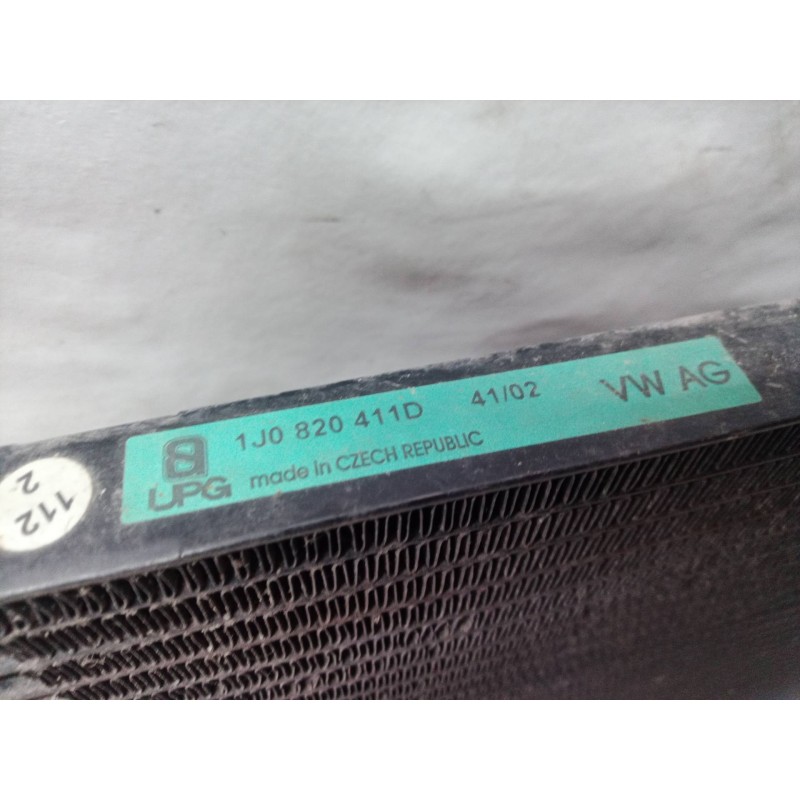 1J0 820 411D 41/02 VW AG
UPG made in CZECH REPUBLIC
112
2